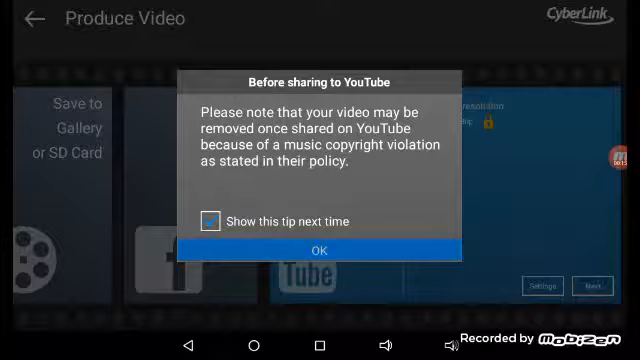 Produce Video
CyberLink
Before sharing to YouTube
Save to
Gallery
or SD Card
Please note that your video may be
removed once shared on YouTube
because of a music copyright violation
as stated in their policy.
Show this tip next time
OK
Tube
Settings
Next
Recorded by Mobizen